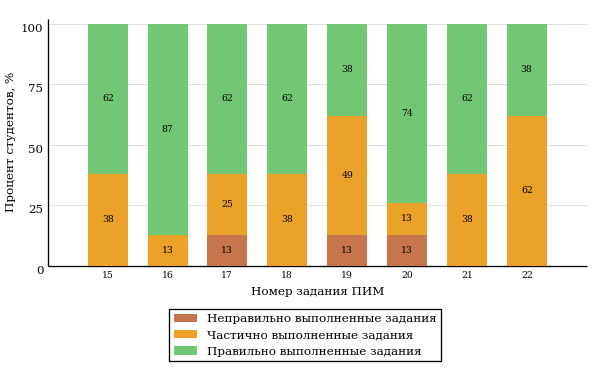 Процент студентов, %
100
75
50
25
0
62 87 62 62 38 74 62 38
38 13 25 38 49 13 38 62
13 13 13
15 16 17 18 19 20 21 22
Номер задания ПИМ
Неправильно выполненные задания
Частично выполненные задания
Правильно выполненные задания